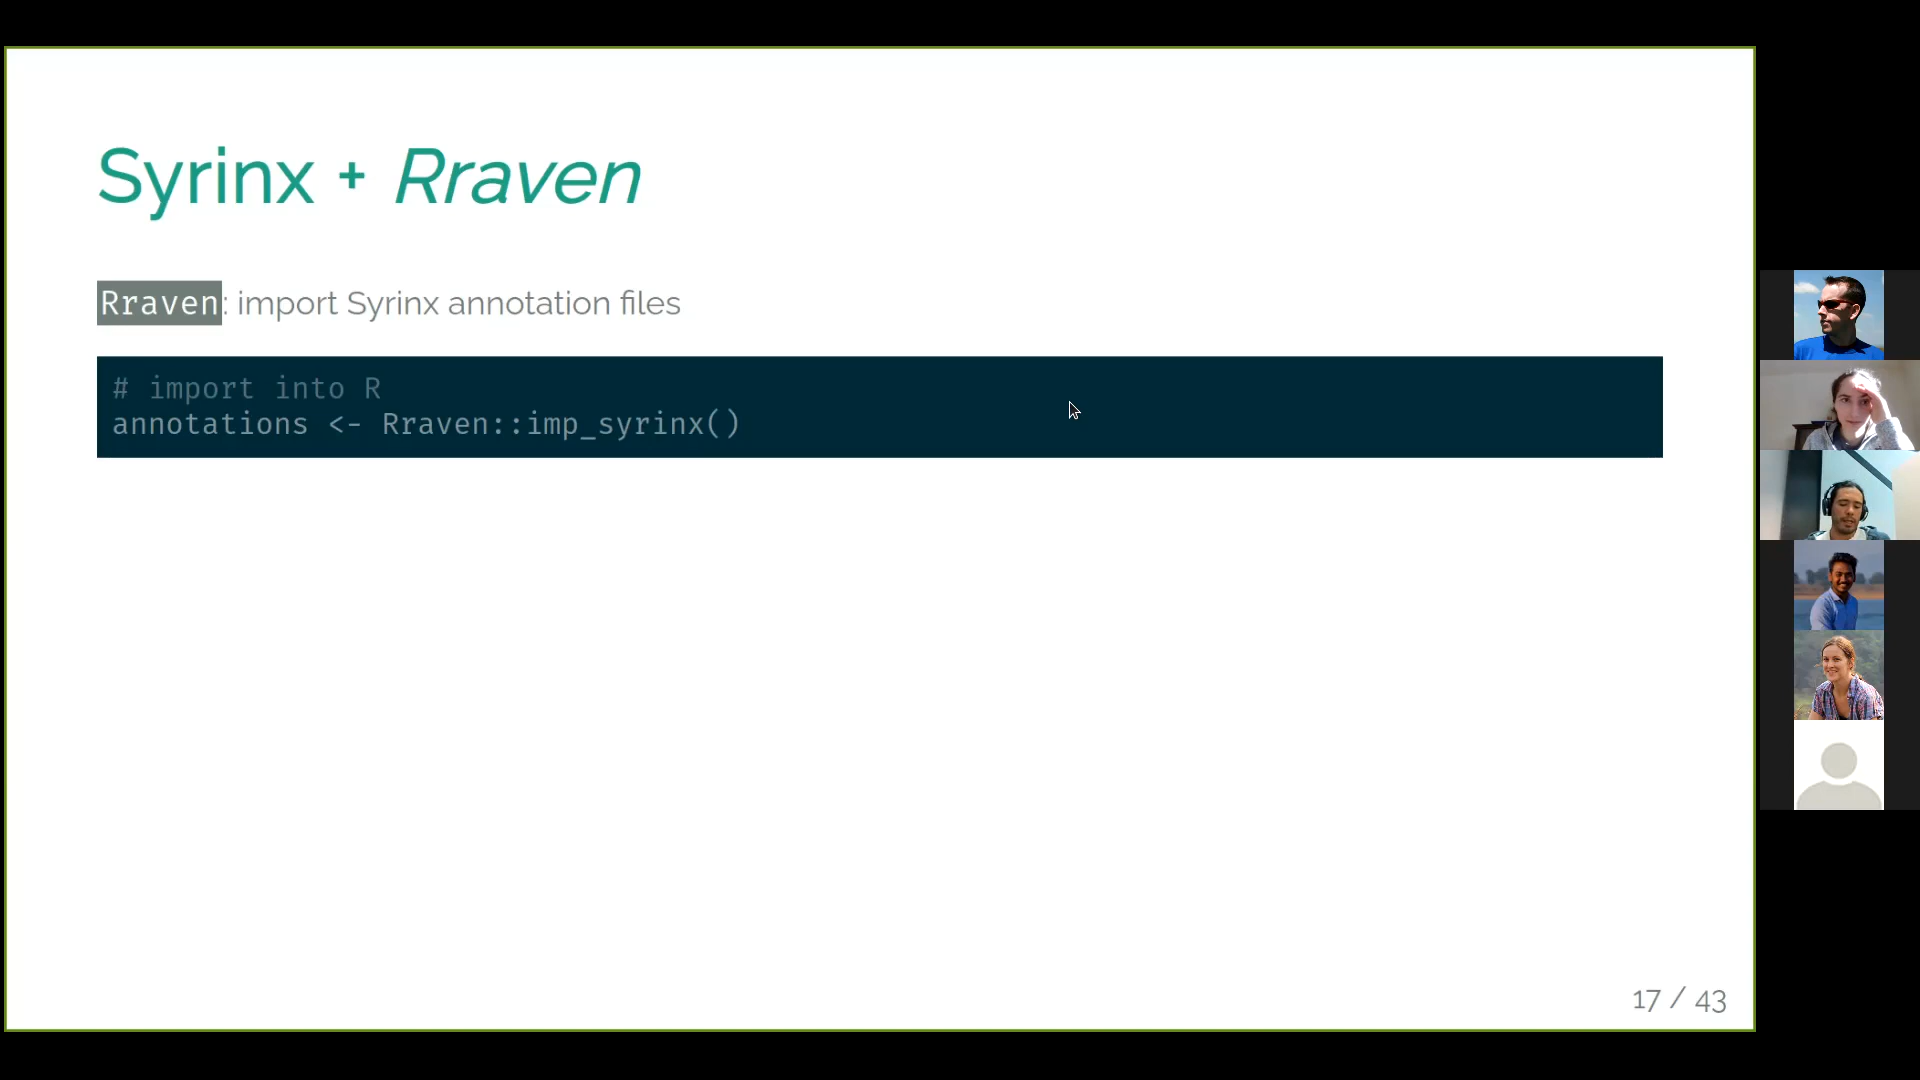 Syrinx + Rraven
Rraven: import Syrinx annotation files
# import into R
annotations <- Rraven::imp_syrinx()
17 / 43